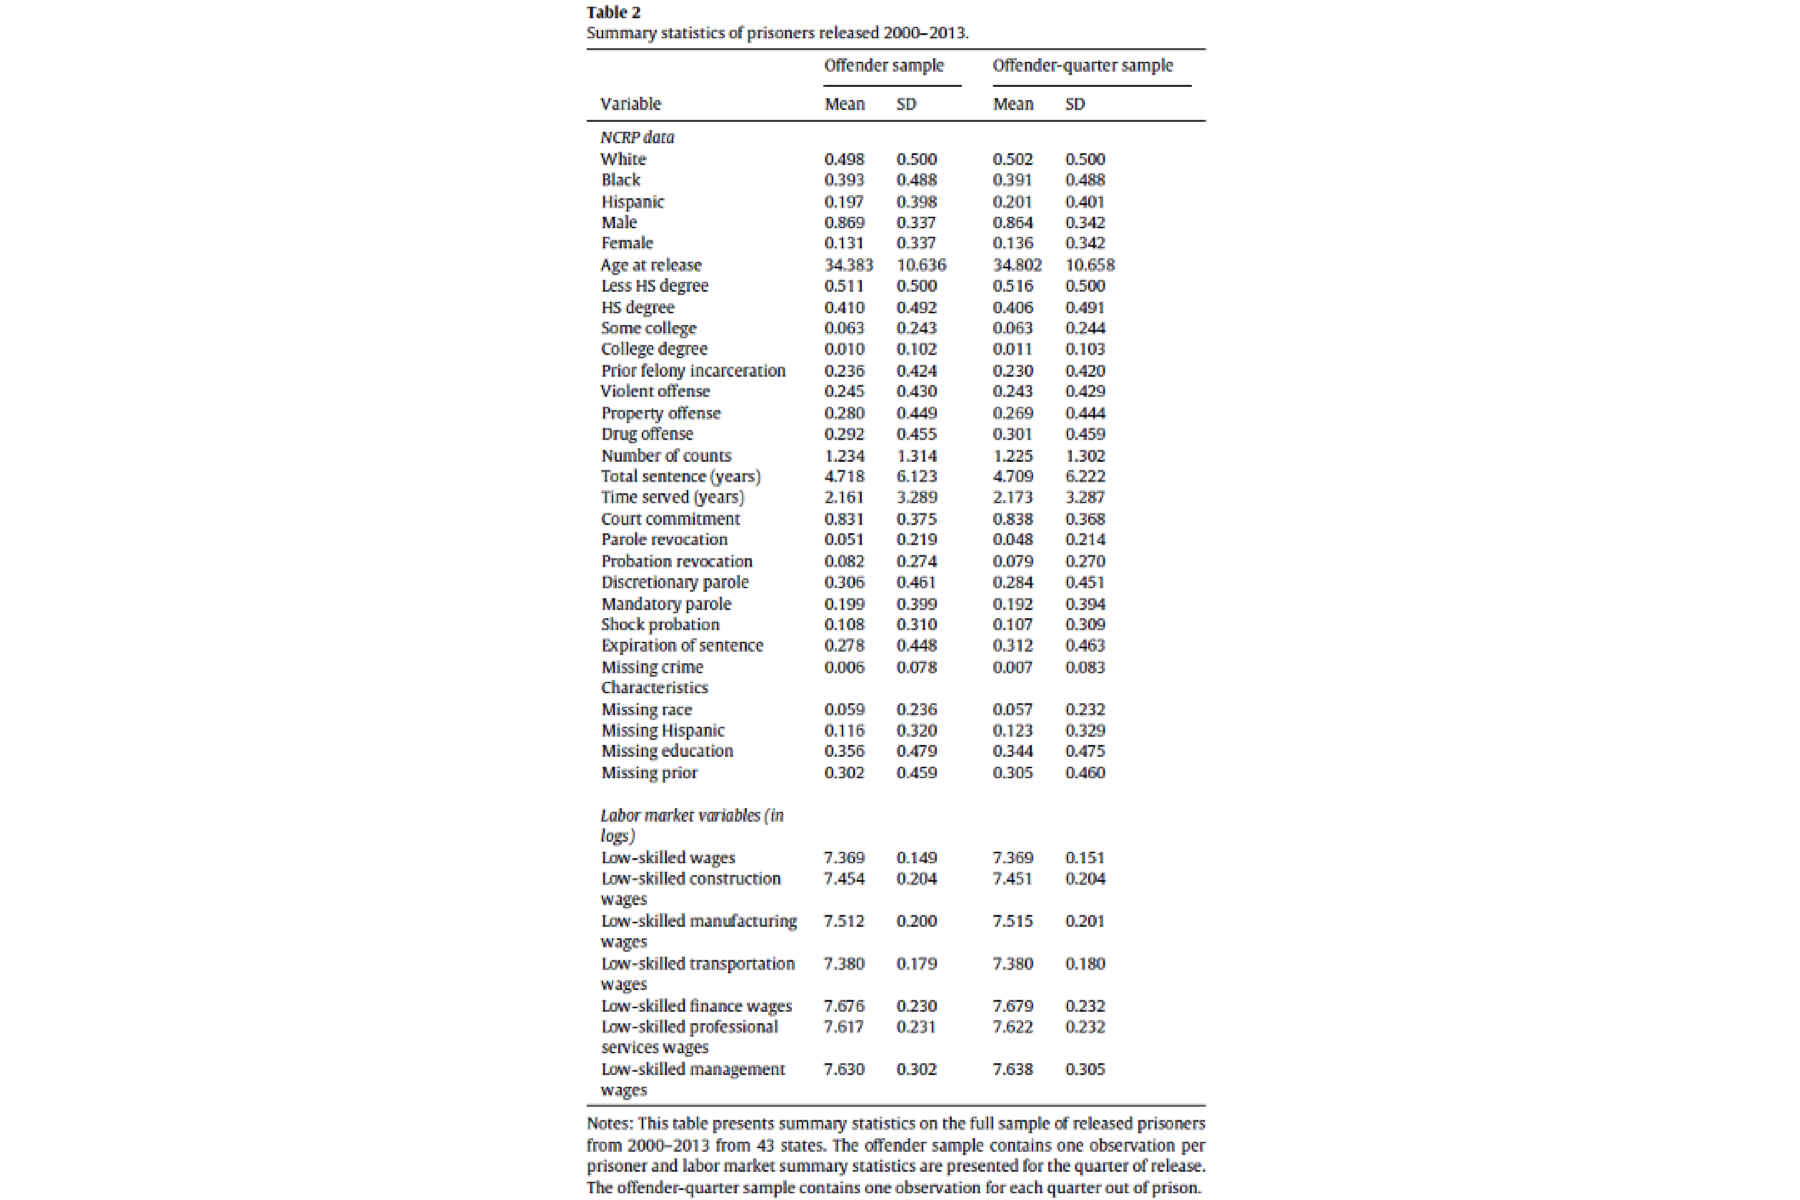 Table 2
Summary statistics of prisoners released 2000–2013.
Offender sample Offender-quarter sample
Variable Mean SD Mean SD
NCRP data
White 0.498 0.500 0.502 0.500
Black 0.393 0.488 0.391 0.488
Hispanic 0.197 0.398 0.201 0.401
Male 0.869 0.337 0.864 0.342
Female 0.131 0.337 0.136 0.342
Age at release 34.383 10.636 34.802 10.658
Less HS degree 0.511 0.500 0.516 0.500
HS degree 0.410 0.492 0.406 0.491
Some college 0.063 0.243 0.063 0.244
College degree 0.010 0.102 0.011 0.103
Prior felony incarceration 0.236 0.424 0.230 0.420
Violent offense 0.245 0.430 0.243 0.429
Property offense 0.280 0.449 0.269 0.444
Drug offense 0.292 0.455 0.301 0.459
Number of counts 1.234 1.314 1.225 1.302
Total sentence (years) 4.718 6.123 4.709 6.222
Time served (years) 2.161 3.289 2.173 3.287
Court commitment 0.831 0.375 0.838 0.368
Parole revocation 0.051 0.219 0.048 0.214
Probation revocation 0.082 0.274 0.079 0.270
Discretionary parole 0.306 0.461 0.284 0.451
Mandatory parole 0.199 0.399 0.192 0.394
Shock probation 0.108 0.310 0.107 0.309
Expiration of sentence 0.278 0.448 0.312 0.463
Missing crime 0.006 0.078 0.007 0.083
Characteristics
Missing race 0.059 0.236 0.057 0.232
Missing Hispanic 0.116 0.320 0.123 0.329
Missing education 0.356 0.479 0.344 0.475
Missing prior 0.302 0.459 0.305 0.460
Labor market variables (in
logs)
Low-skilled wages 7.369 0.149 7.369 0.151
Low-skilled construction 7.454 0.204 7.451 0.204
wages
Low-skilled manufacturing 7.512 0.200 7.515 0.201
wages
Low-skilled transportation 7.380 0.179 7.380 0.180
wages
Low-skilled finance wages 7.676 0.230 7.679 0.232
Low-skilled professional 7.617 0.231 7.622 0.232
services wages
Low-skilled management 7.630 0.302 7.638 0.305
wages
Notes: This table presents summary statistics on the full sample of released prisoners
from 2000–2013 from 43 states. The offender sample contains one observation per
prisoner and labor market summary statistics are presented for the quarter of release.
The offender-quarter sample contains one observation for each quarter out of prison.